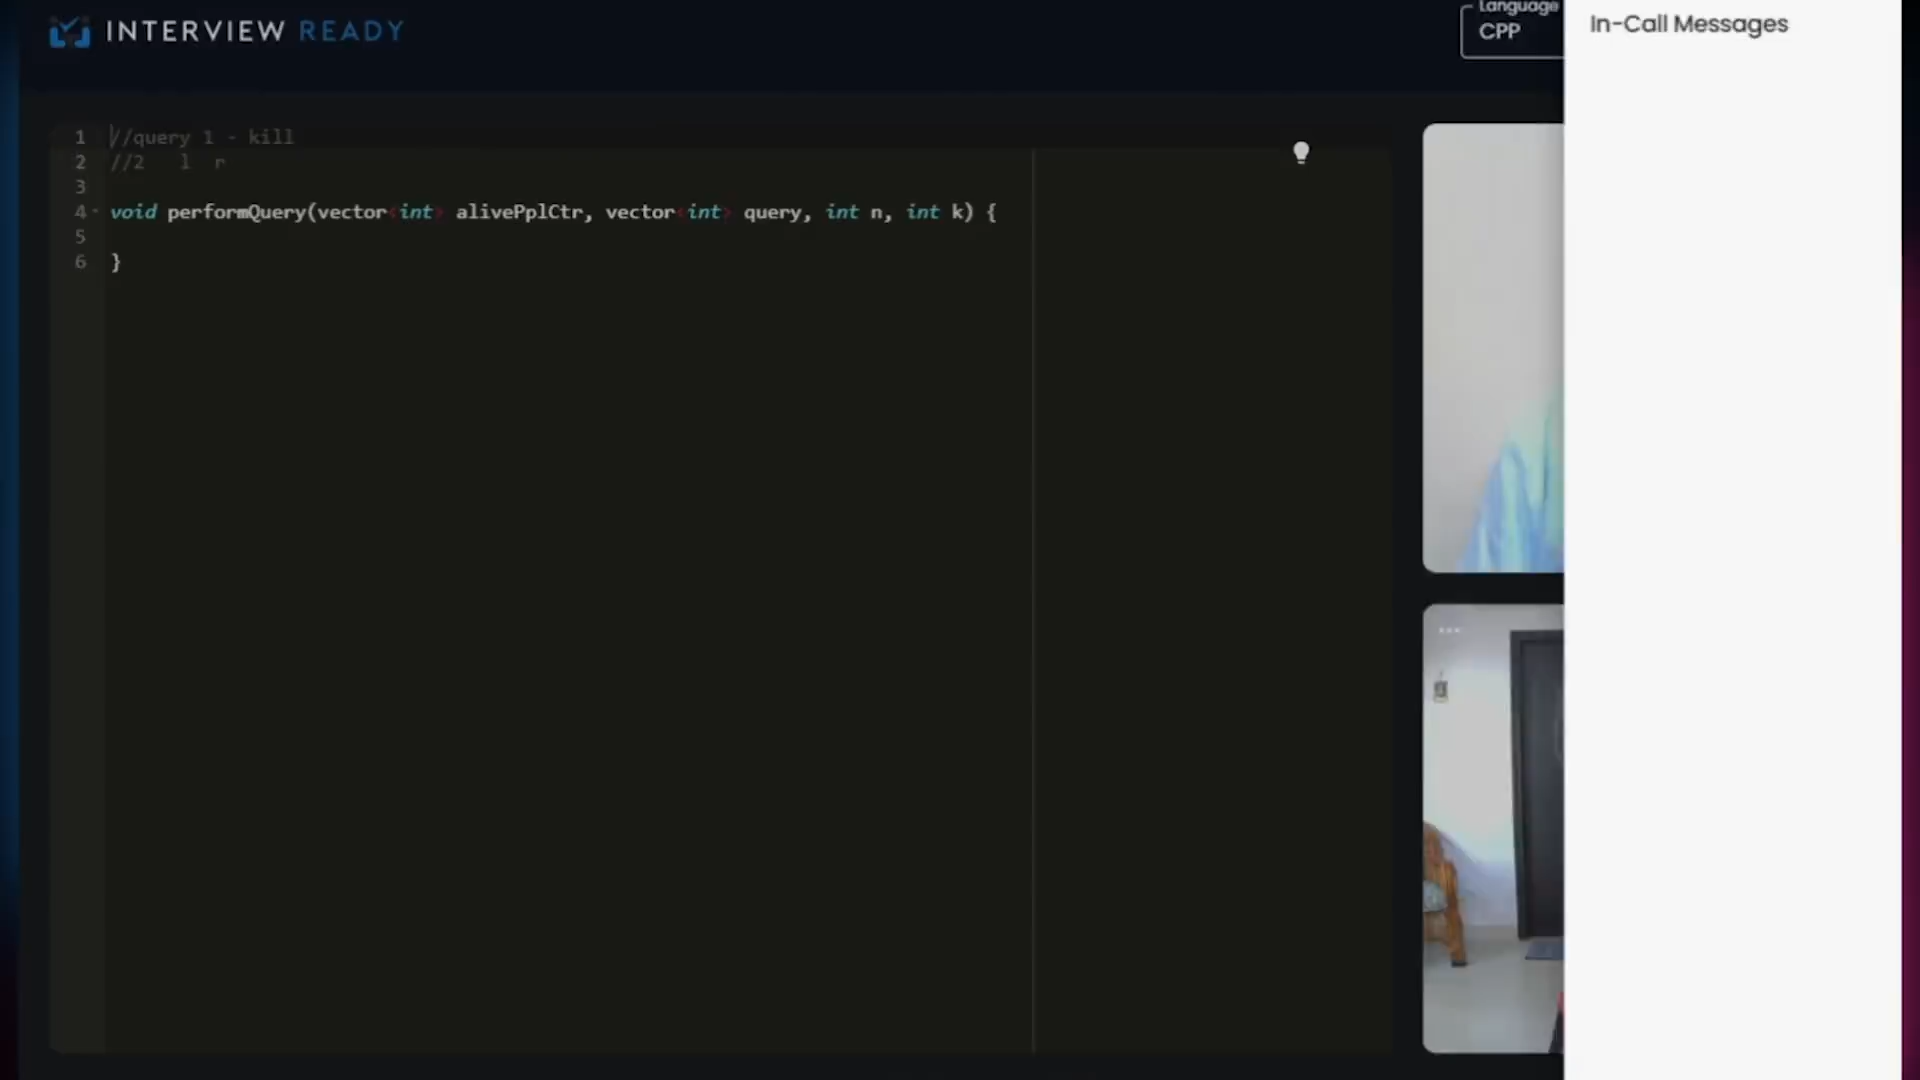 INTERVIEW READY
Language
CPP
In-Call Messages
1 //query 1 - kill
2 //2 l r
3
4 void performQuery(vector<int> alivePplCtr, vector<int> query, int n, int k) {
5
6 }